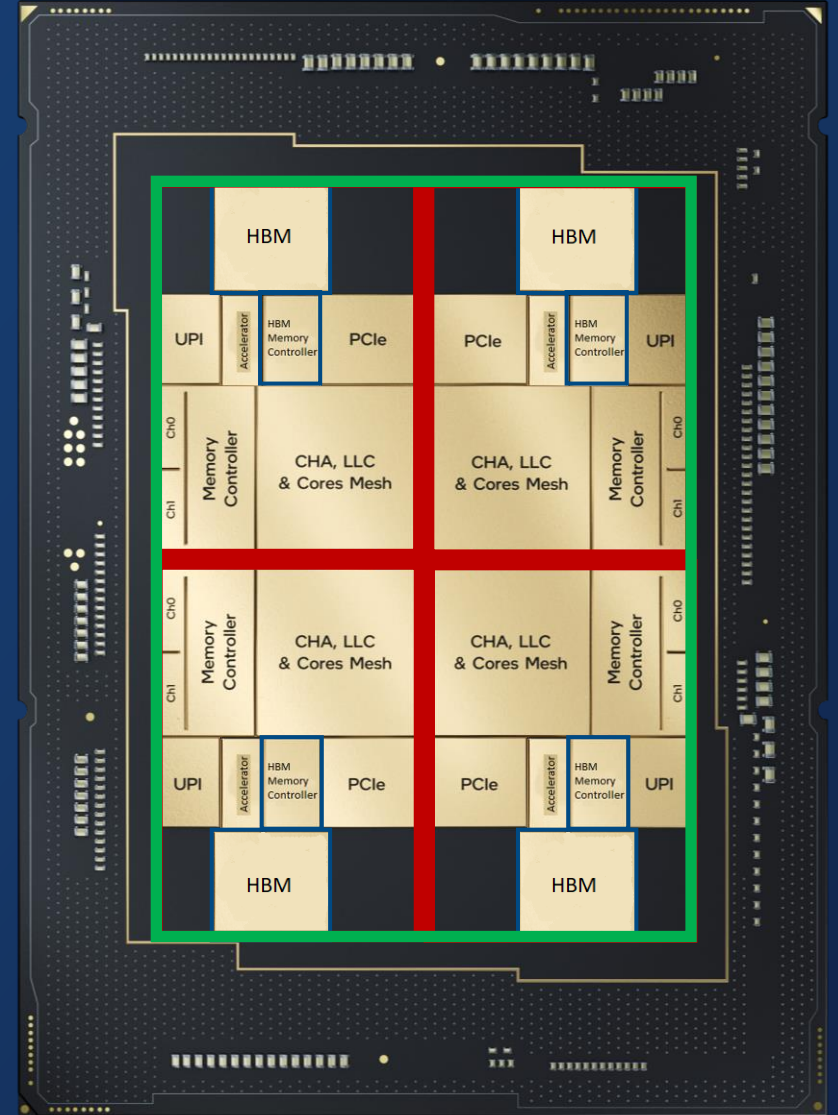 HBM
HBM
UPI
Accelerator
HBM
Memory
Controller
PCIe
PCIe
Accelerator
HBM
Memory
Controller
UPI
Ch0
Ch1
Memory
Controller
CHA, LLC
& Cores Mesh
CHA, LLC
& Cores Mesh
Memory
Controller
Ch0
Ch1
Ch0
Ch1
Memory
Controller
CHA, LLC
& Cores Mesh
CHA, LLC
& Cores Mesh
Memory
Controller
Ch0
Ch1
UPI
Accelerator
HBM
Memory
Controller
PCIe
PCIe
Accelerator
HBM
Memory
Controller
UPI
HBM
HBM